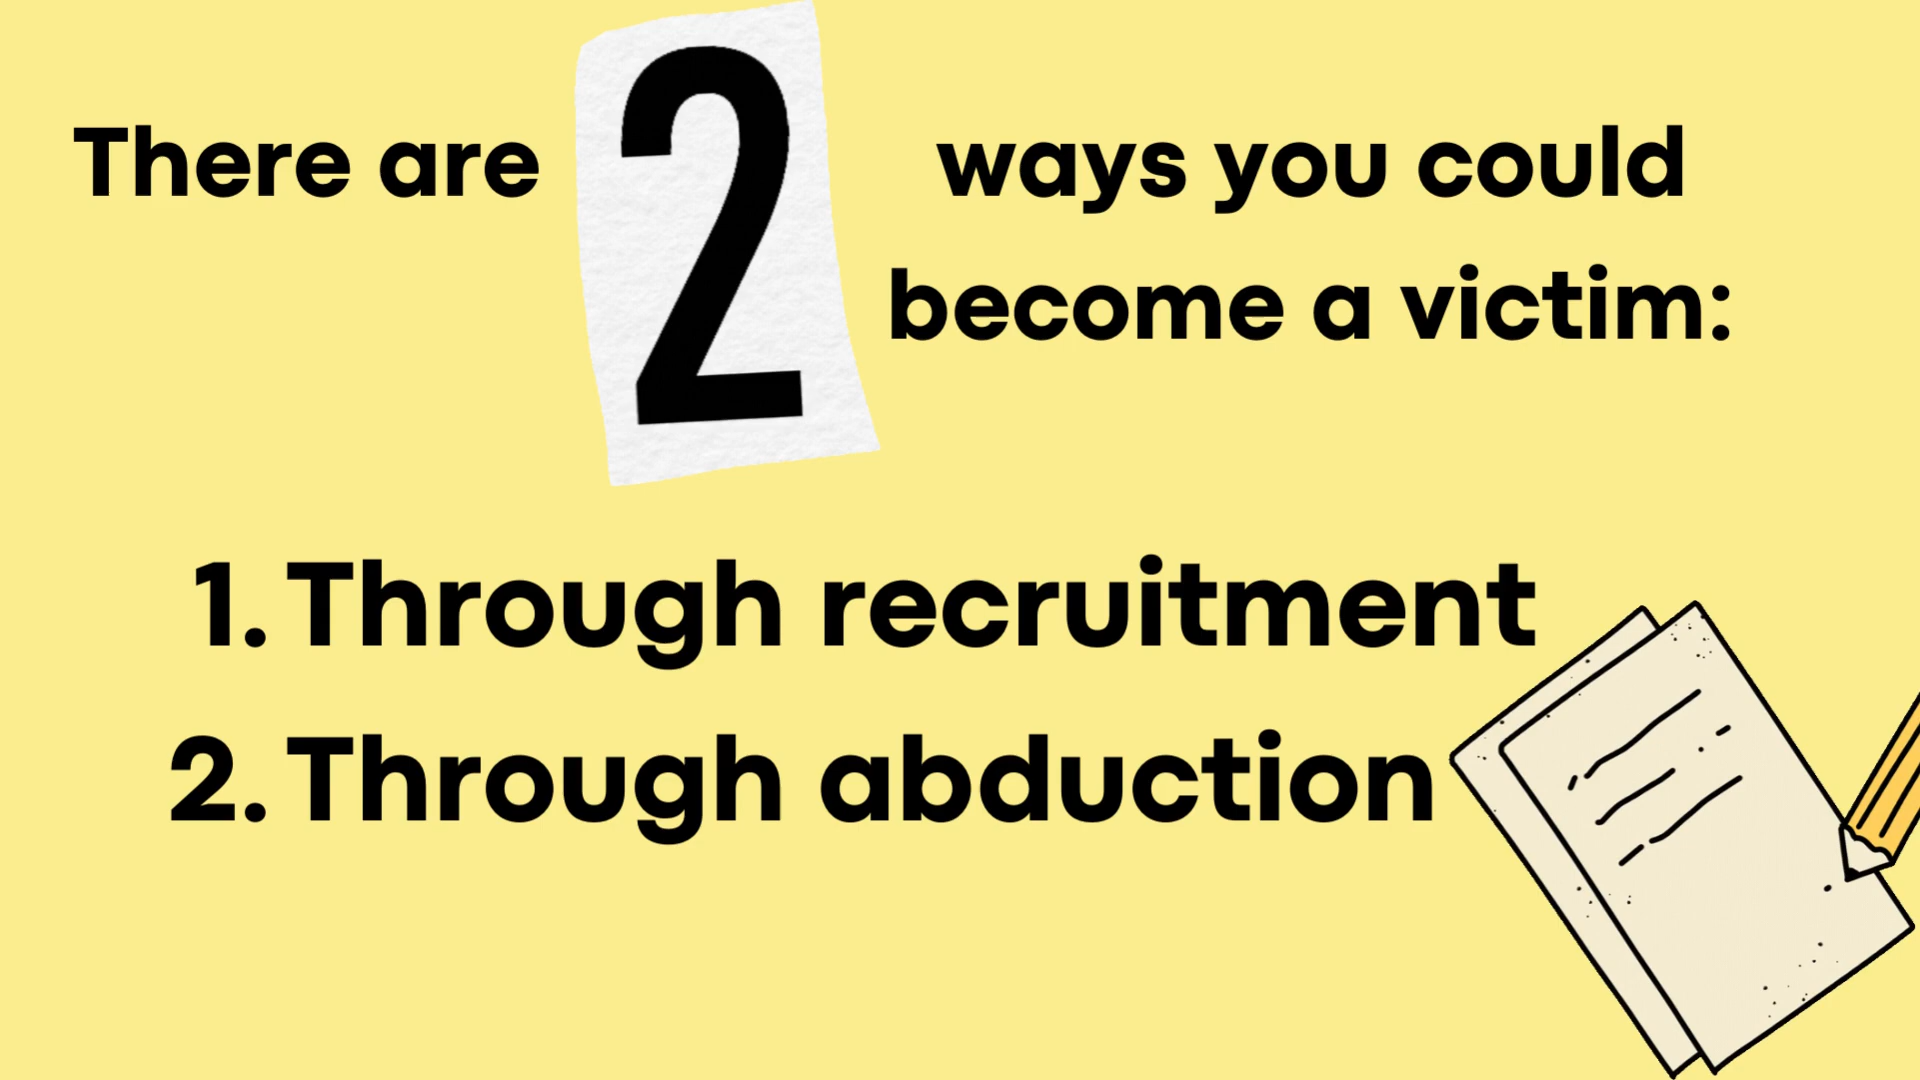 There are 2 ways you could
become a victim:
1. Through recruitment
2. Through abduction